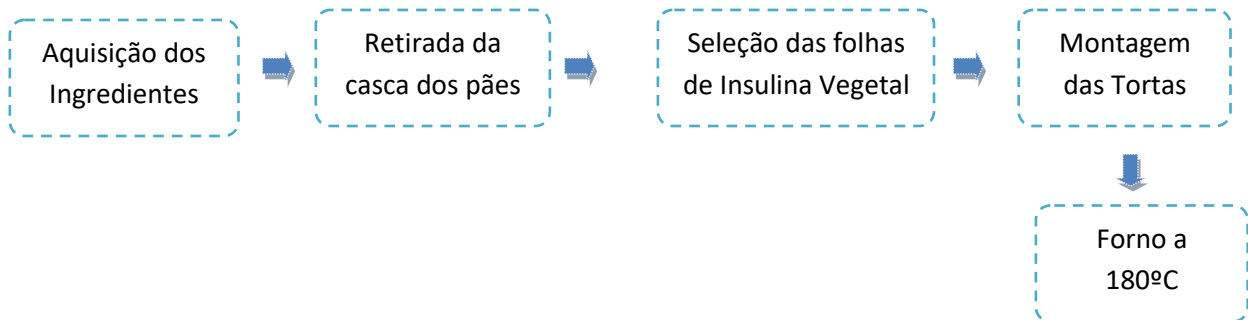 Aquisição dos
Ingredientes
Retirada da
casca dos pães
Seleção das folhas
de Insulina Vegetal
Montagem
das Tortas
Forno a
180ºC